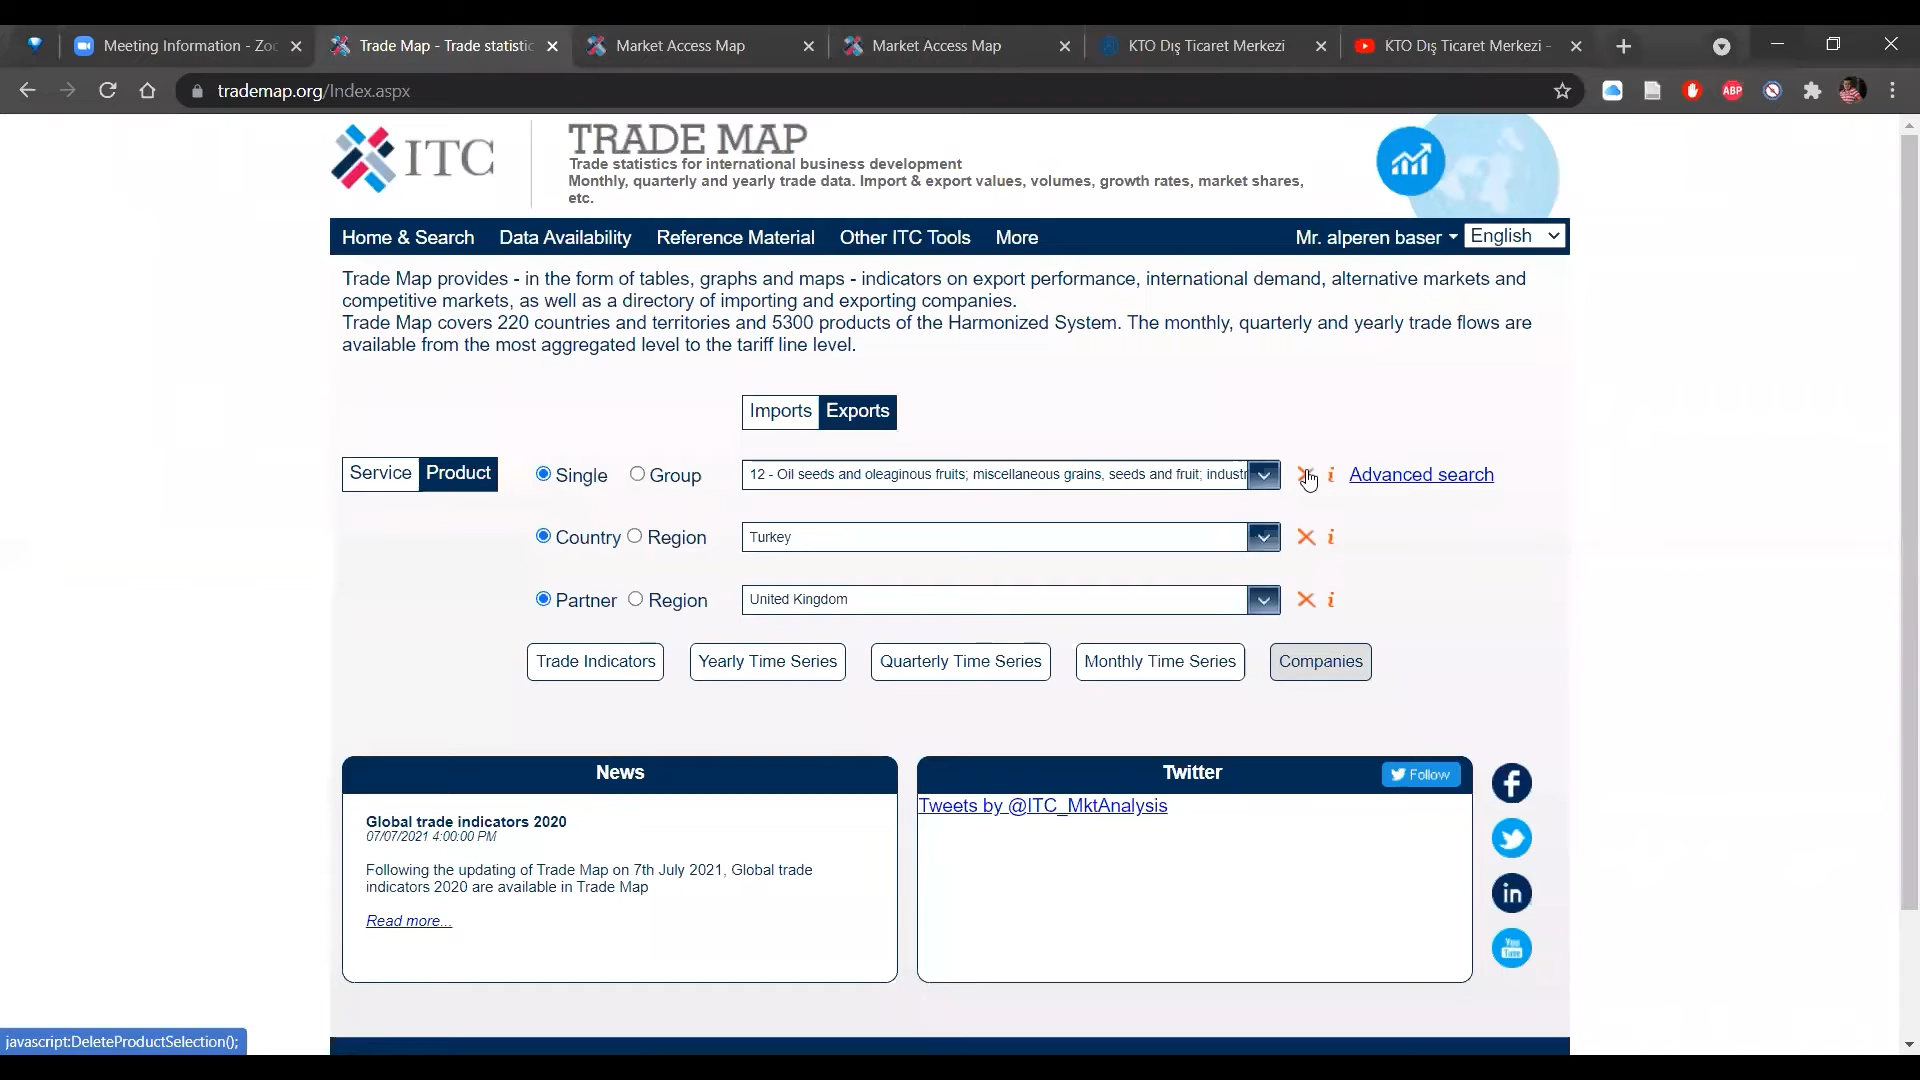 Meeting Information - Zoo
Trade Map - Trade statistic
Market Access Map
Market Access Map
KTO Dış Ticaret Merkezi
KTO Dış Ticaret Merkezi -
trademap.org/Index.aspx
ABP
ITC
TRADE MAP
Trade statistics for international business development
Monthly, quarterly and yearly trade data. Import & export values, volumes, growth rates, market shares,
etc.
Home & Search Data Availability Reference Material Other ITC Tools More Mr. alperen baser English
Trade Map provides - in the form of tables, graphs and maps - indicators on export performance, international demand, alternative markets and
competitive markets, as well as a directory of importing and exporting companies.
Trade Map covers 220 countries and territories and 5300 products of the Harmonized System. The monthly, quarterly and yearly trade flows are
available from the most aggregated level to the tariff line level.
Imports Exports
Service Product Single Group 12 - Oil seeds and oleaginous fruits; miscellaneous grains, seeds and fruit; industr i Advanced search
Country Region Turkey i
Partner Region United Kingdom i
Trade Indicators Yearly Time Series Quarterly Time Series Monthly Time Series Companies
News
Global trade indicators 2020
07/07/2021 4:00:00 PM
Following the updating of Trade Map on 7th July 2021, Global trade
indicators 2020 are available in Trade Map
Read more...
Twitter Follow
Tweets by @ITC_MktAnalysis
f
in
You
Tube
javascript:DeleteProductSelection();